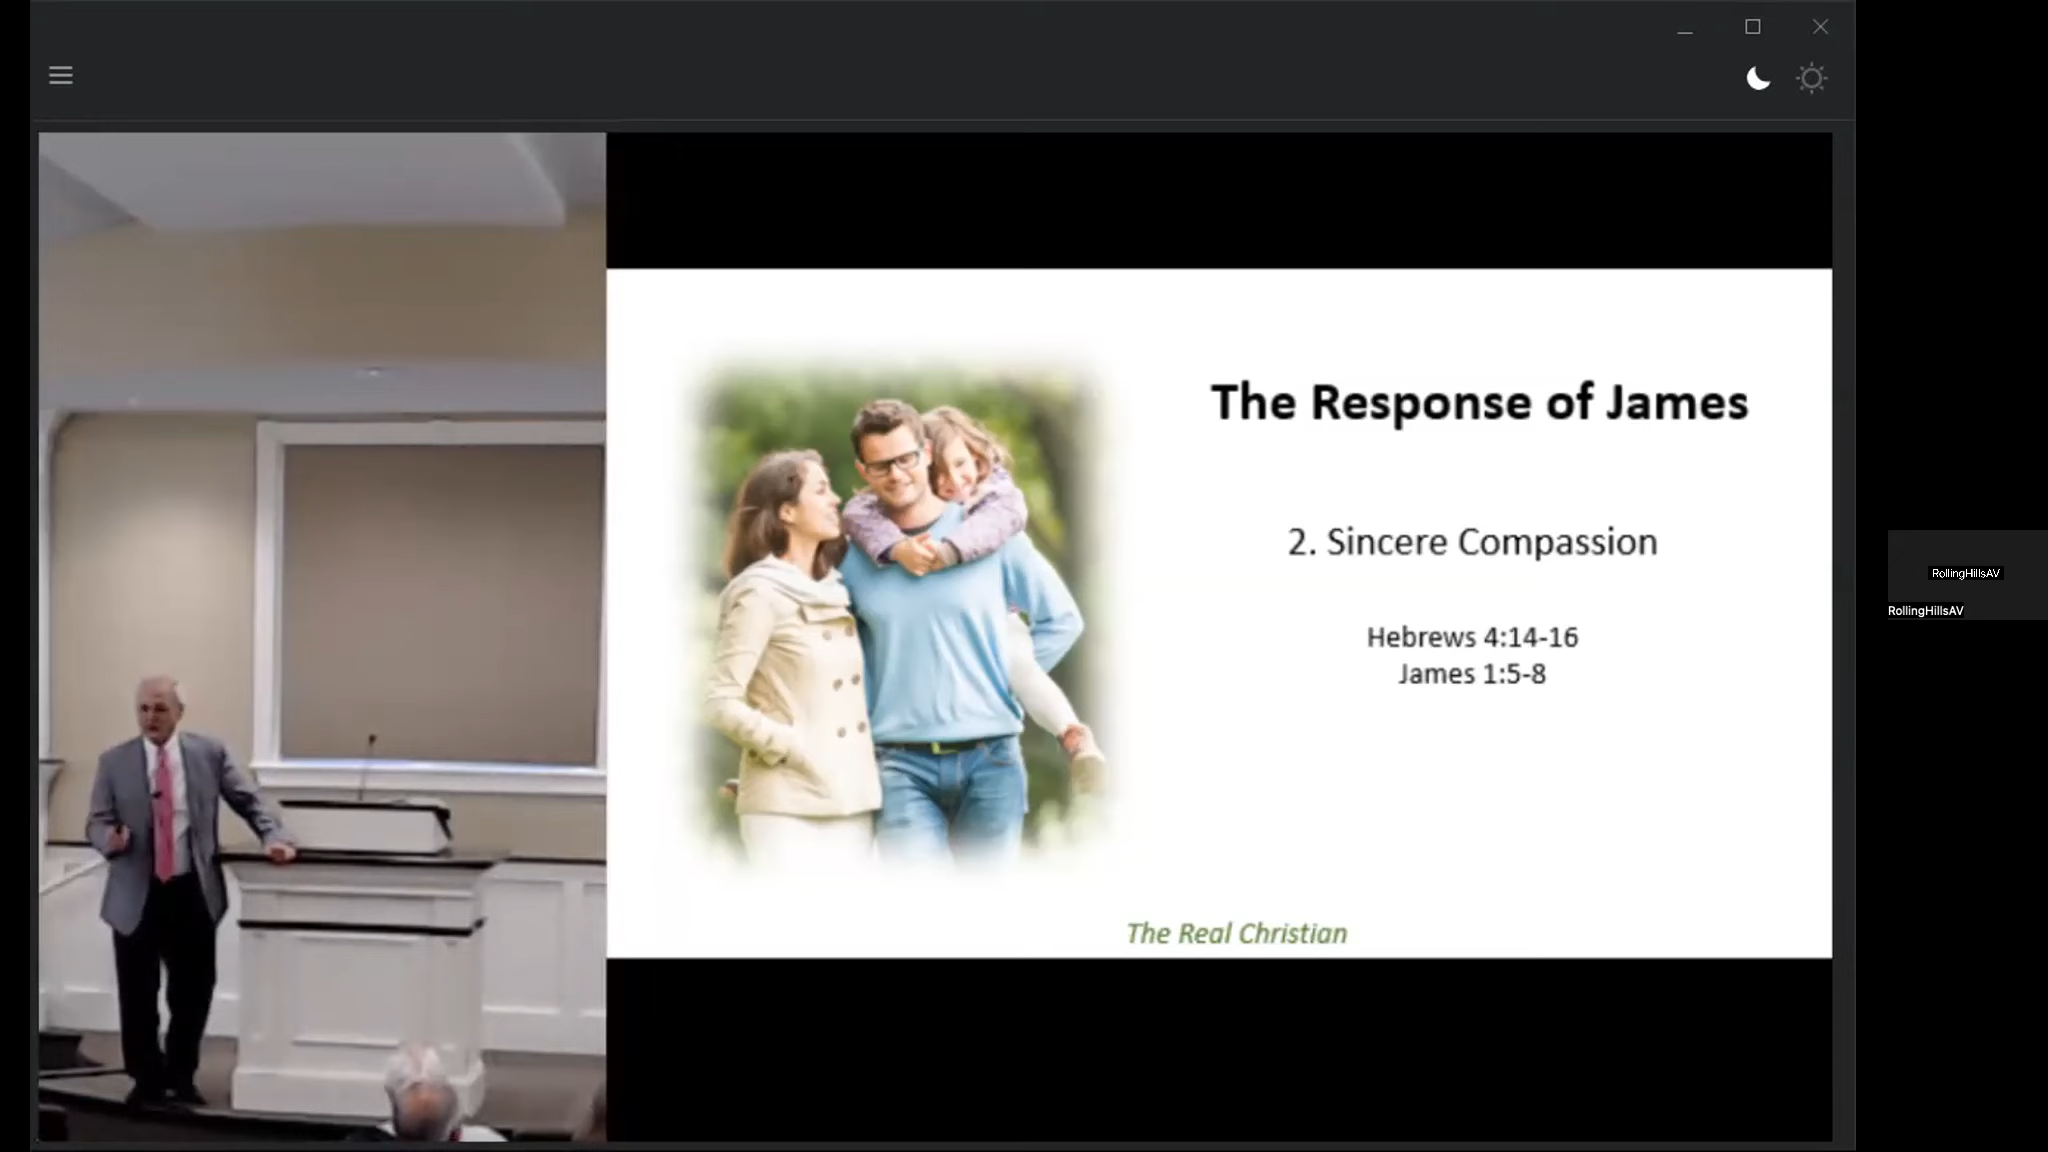 The Response of James
2. Sincere Compassion
Hebrews 4:14-16
James 1:5-8
The Real Christian
RollingHillsAV
RollingHillsAV